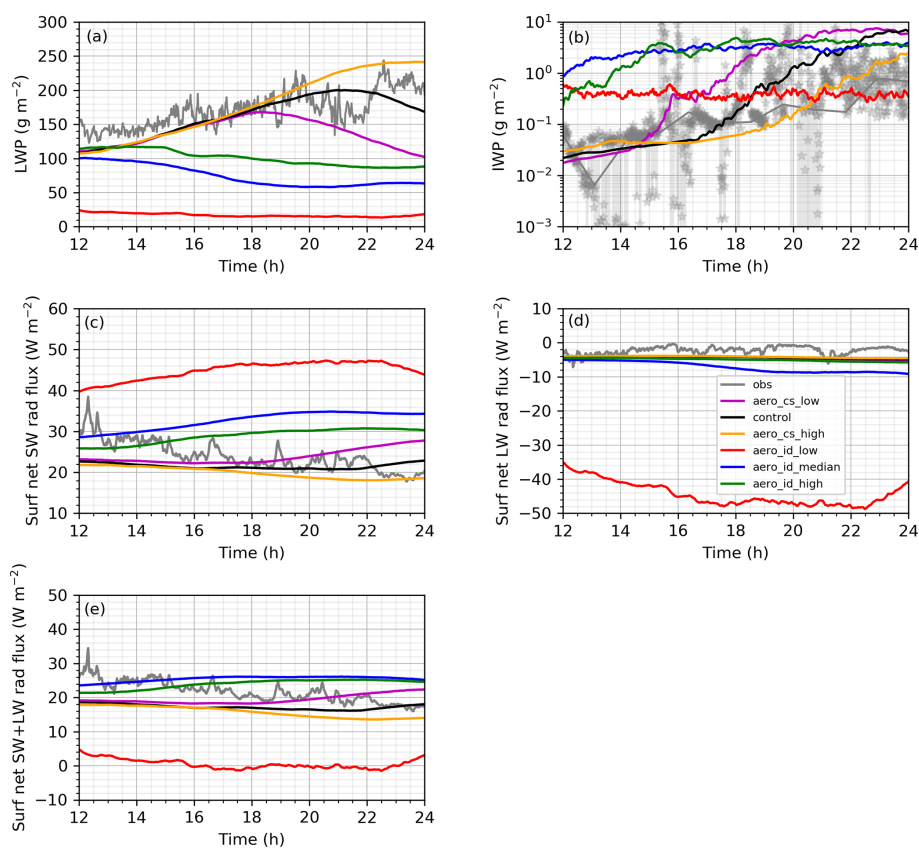 300
250
200
150
100
50
0
LWP (g m−2)
(a)
12 14 16 18 20 22 24
Time (h)
101
100
10−1
10−2
10−3
IWP (g m−2)
(b)
12 14 16 18 20 22 24
Time (h)
60
50
40
30
20
10
Surf net SW rad flux (W m−2)
(c)
12 14 16 18 20 22 24
Time (h)
10
0
−10
−20
−30
−40
−50
Surf net LW rad flux (W m−2)
(d)
obs
aero_cs_low
control
aero_cs_high
aero_id_low
aero_id_median
aero_id_high
12 14 16 18 20 22 24
Time (h)
50
40
30
20
10
0
−10
Surf net SW+LW rad flux (W m−2)
(e)
12 14 16 18 20 22 24
Time (h)